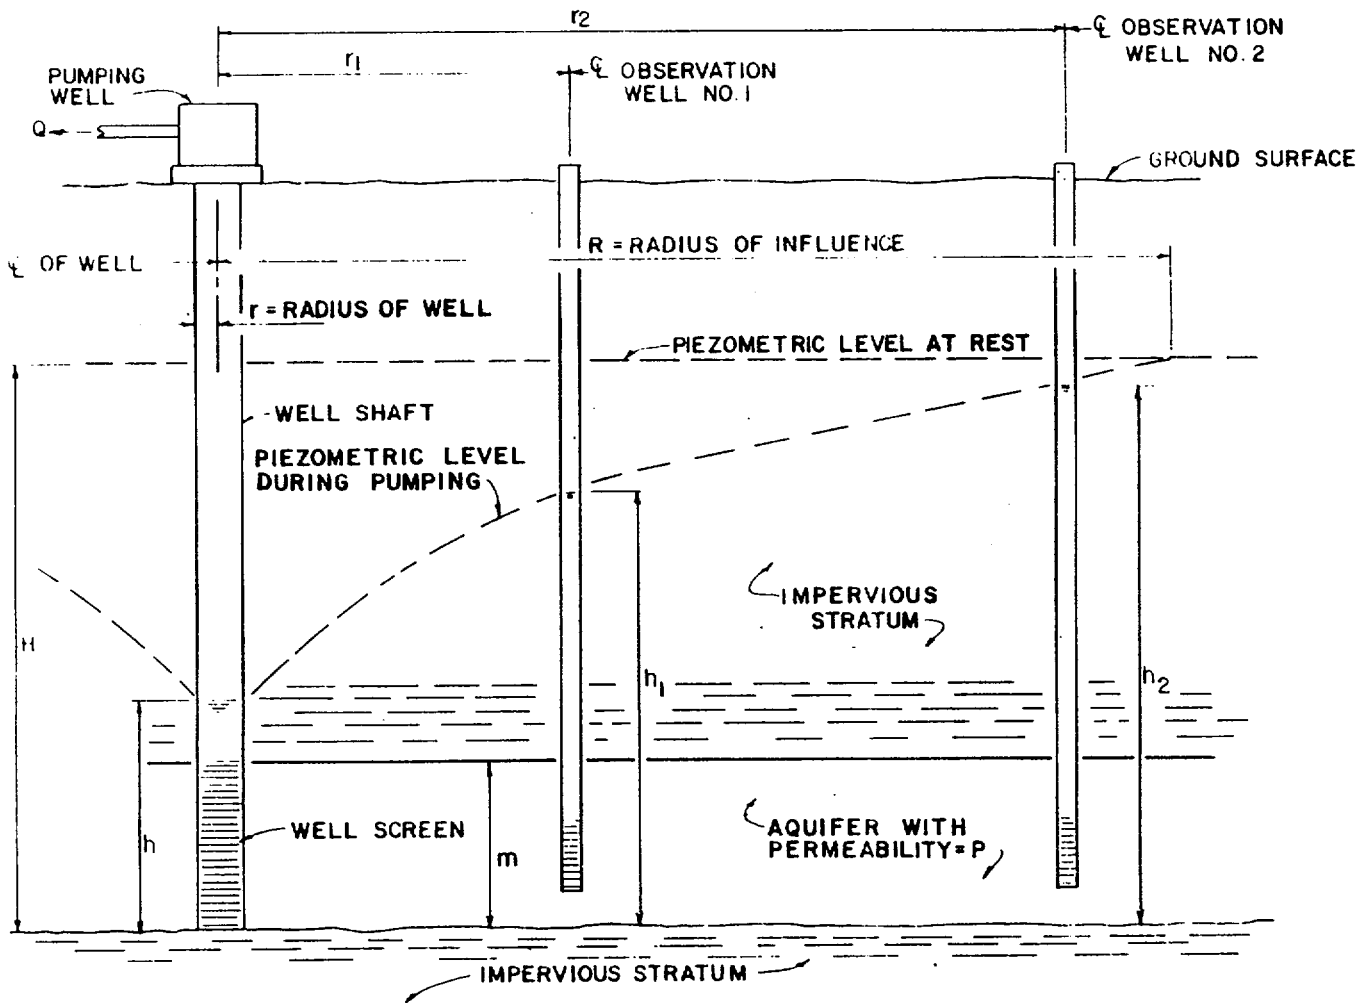 r2
℄ OBSERVATION
WELL NO. 2
r1
℄ OBSERVATION
WELL NO. 1
PUMPING
WELL
Q
GROUND SURFACE
R = RADIUS OF INFLUENCE
℄ OF WELL
r = RADIUS OF WELL
PIEZOMETRIC LEVEL AT REST
WELL SHAFT
PIEZOMETRIC LEVEL
DURING PUMPING
IMPERVIOUS
STRATUM
H
h1
h2
WELL SCREEN
AQUIFER WITH
PERMEABILITY = P
h
m
IMPERVIOUS STRATUM